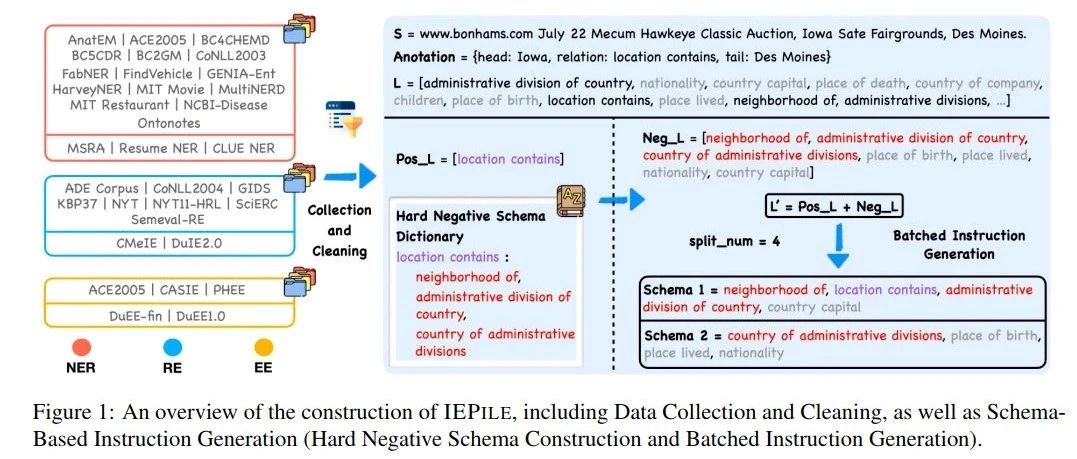 AnatEM | ACE2005 | BC4CHEMD
BC5CDR | BC2GM | CoNLL2003
FabNER | FindVehicle | GENIA-Ent
HarveyNER | MIT Movie | MultiNERD
MIT Restaurant | NCBI-Disease
Ontonotes
MSRA | Resume NER | CLUE NER
ADE Corpus | CoNLL2004 | GIDS
KBP37 | NYT | NYT11-HRL | SciERC
Semeval-RE
CMeIE | DuIE2.0
ACE2005 | CASIE | PHEE
DuEE-fin | DuEE1.0
NER
RE
EE
Collection
and
Cleaning
S = www.bonhams.com July 22 Mecum Hawkeye Classic Auction, Iowa Sate Fairgrounds, Des Moines.
Anotation = {head: Iowa, relation: location contains, tail: Des Moines}
L = [administrative division of country, nationality, country capital, place of death, country of company,
children, place of birth, location contains, place lived, neighborhood of, administrative divisions, ...]
Pos_L = [location contains]
A Z
Hard Negative Schema
Dictionary
location contains :
neighborhood of,
administrative division of
country,
country of administrative
divisions
Neg_L = [neighborhood of, administrative division of country,
country of administrative divisions, place of birth, place lived,
nationality, country capital]
L′ = Pos_L + Neg_L
split_num = 4
Batched Instruction
Generation
Schema 1 = neighborhood of, location contains, administrative
division of country, country capital
Schema 2 = country of administrative divisions, place of birth,
place lived, nationality
Figure 1: An overview of the construction of IEPILE, including Data Collection and Cleaning, as well as Schema-
Based Instruction Generation (Hard Negative Schema Construction and Batched Instruction Generation).